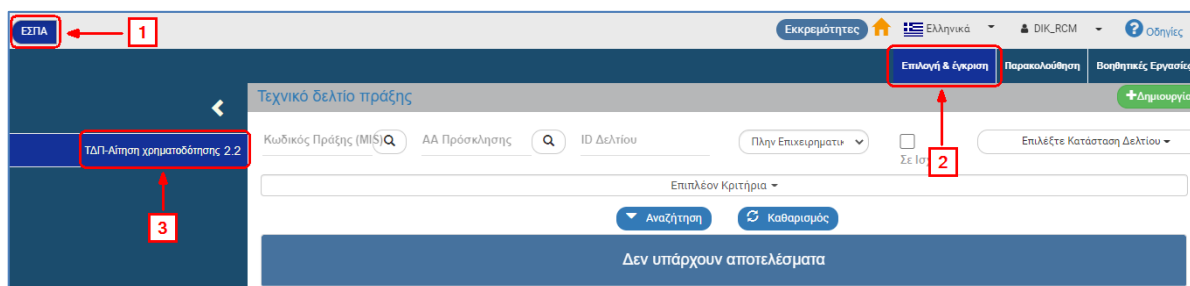 ΕΣΠΑ 1 Εκκρεμότητες Ελληνικά DIK_RCM ? Οδηγίες
Επιλογή & έγκριση Παρακολούθηση Βοηθητικές Εργασίες
Τεχνικό δελτίο πράξης +Δημιουργία
ΤΔΠ-Αίτηση χρηματοδότησης 2.2 Κωδικός Πράξης (MIS) ΑΑ Πρόσκλησης ID Δελτίου Πλην Επιχειρηματικ Επιλέξτε Κατάσταση Δελτίου
Σε Ισχ 2
Επιπλέον Κριτήρια
3 Αναζήτηση Καθαρισμός
Δεν υπάρχουν αποτελέσματα